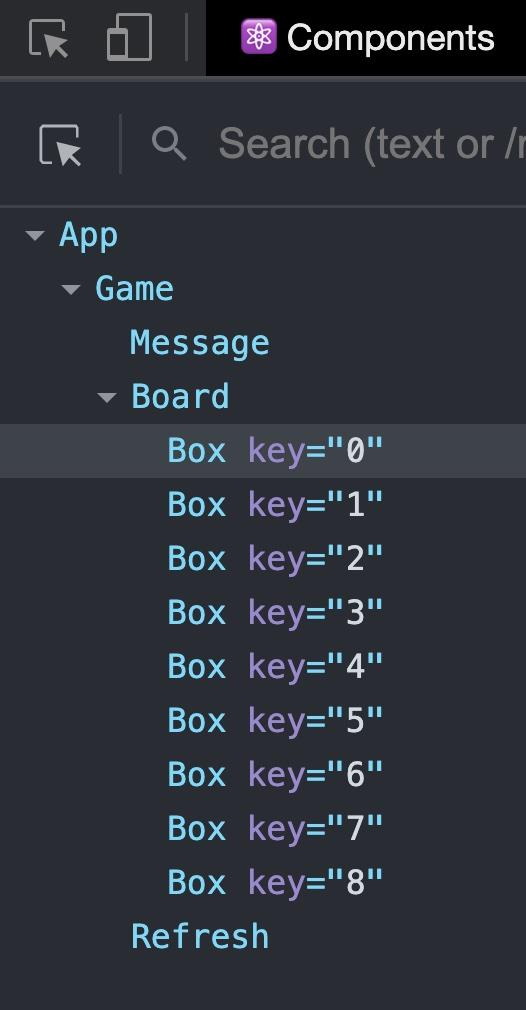 Components
Search (text or /r
App
Game
Message
Board
Box key="0"
Box key="1"
Box key="2"
Box key="3"
Box key="4"
Box key="5"
Box key="6"
Box key="7"
Box key="8"
Refresh